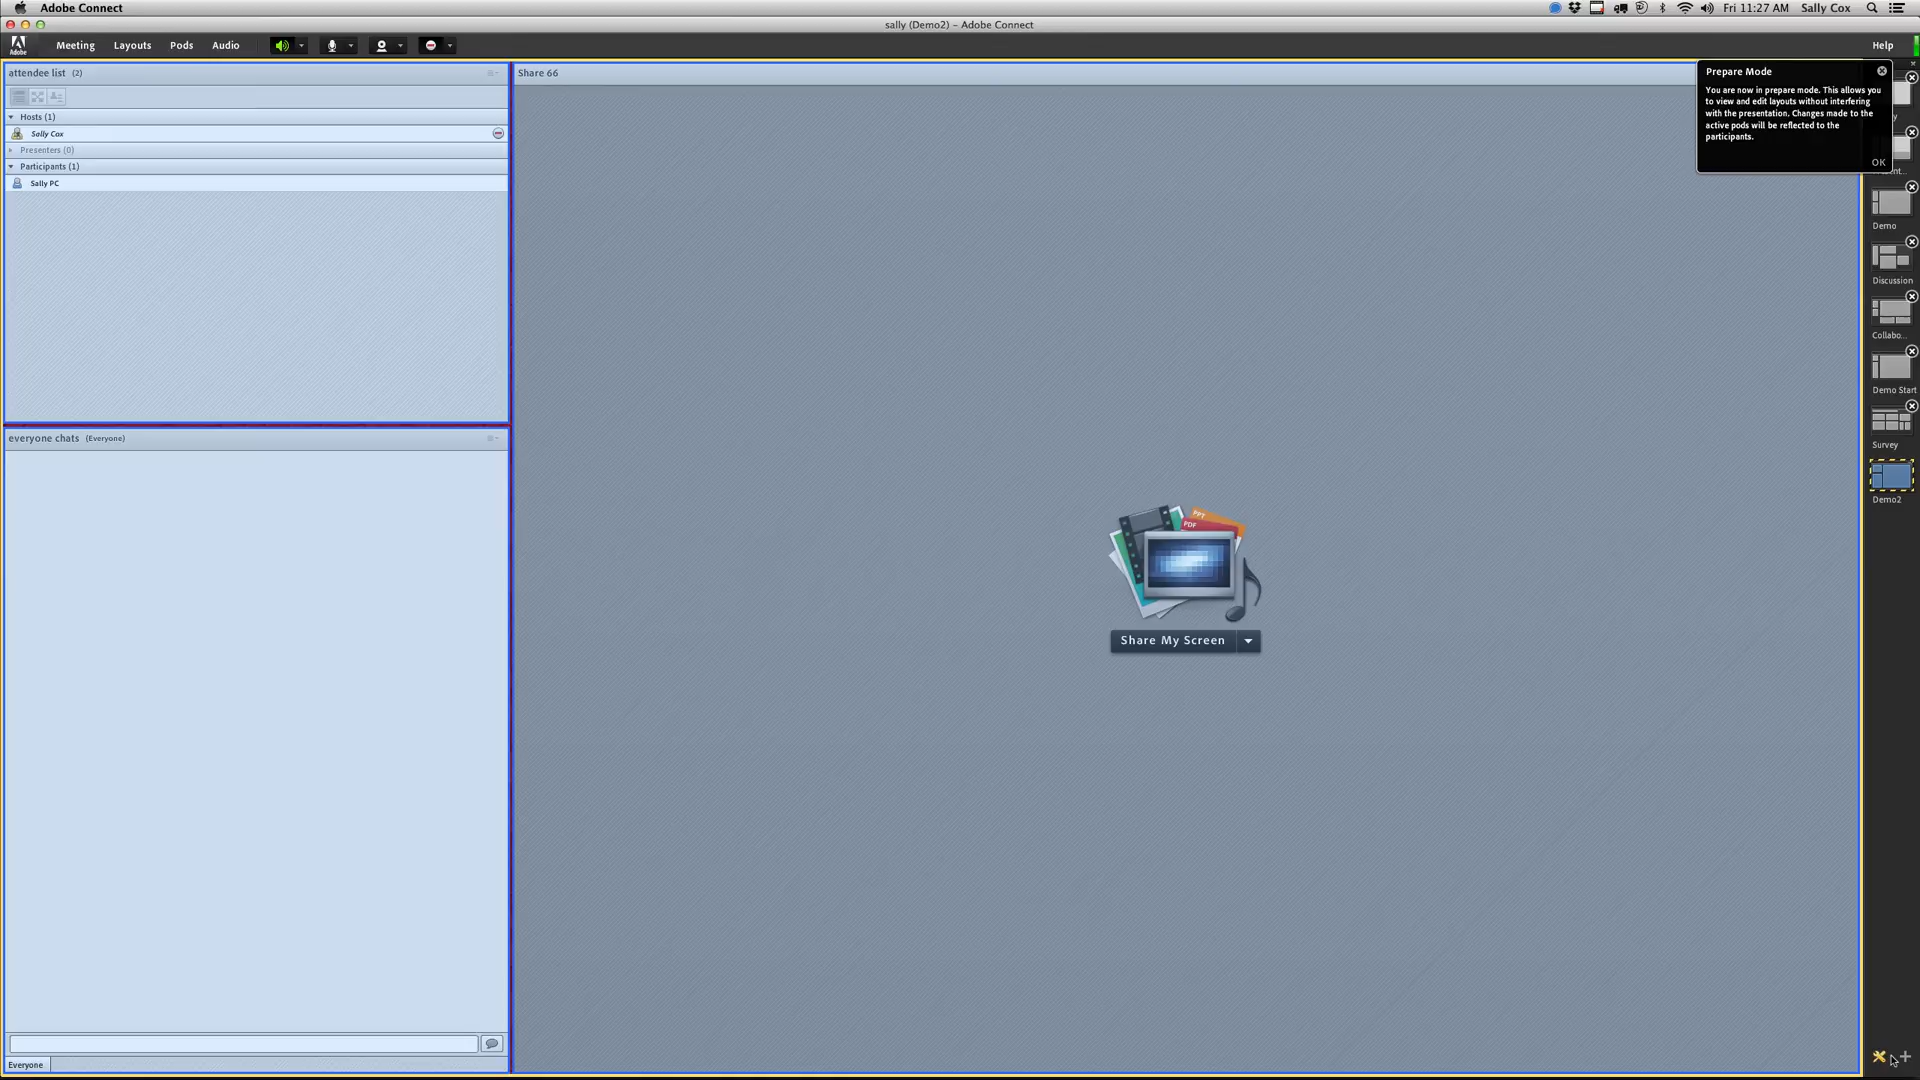 Adobe Connect
Fri 11:27 AM Sally Cox
sally (Demo2) – Adobe Connect
Adobe
Meeting Layouts Pods Audio
Help
attendee list (2)
Hosts (1)
Sally Cox
Presenters (0)
Participants (1)
Sally PC
everyone chats (Everyone)
Everyone
Share 66
PPT
PDF
Share My Screen
Prepare Mode
You are now in prepare mode. This allows you
to view and edit layouts without interfering
with the presentation. Changes made to the
active pods will be reflected to the
participants.
OK
Demo
Discussion
Collabo...
Demo Start
Survey
Demo2